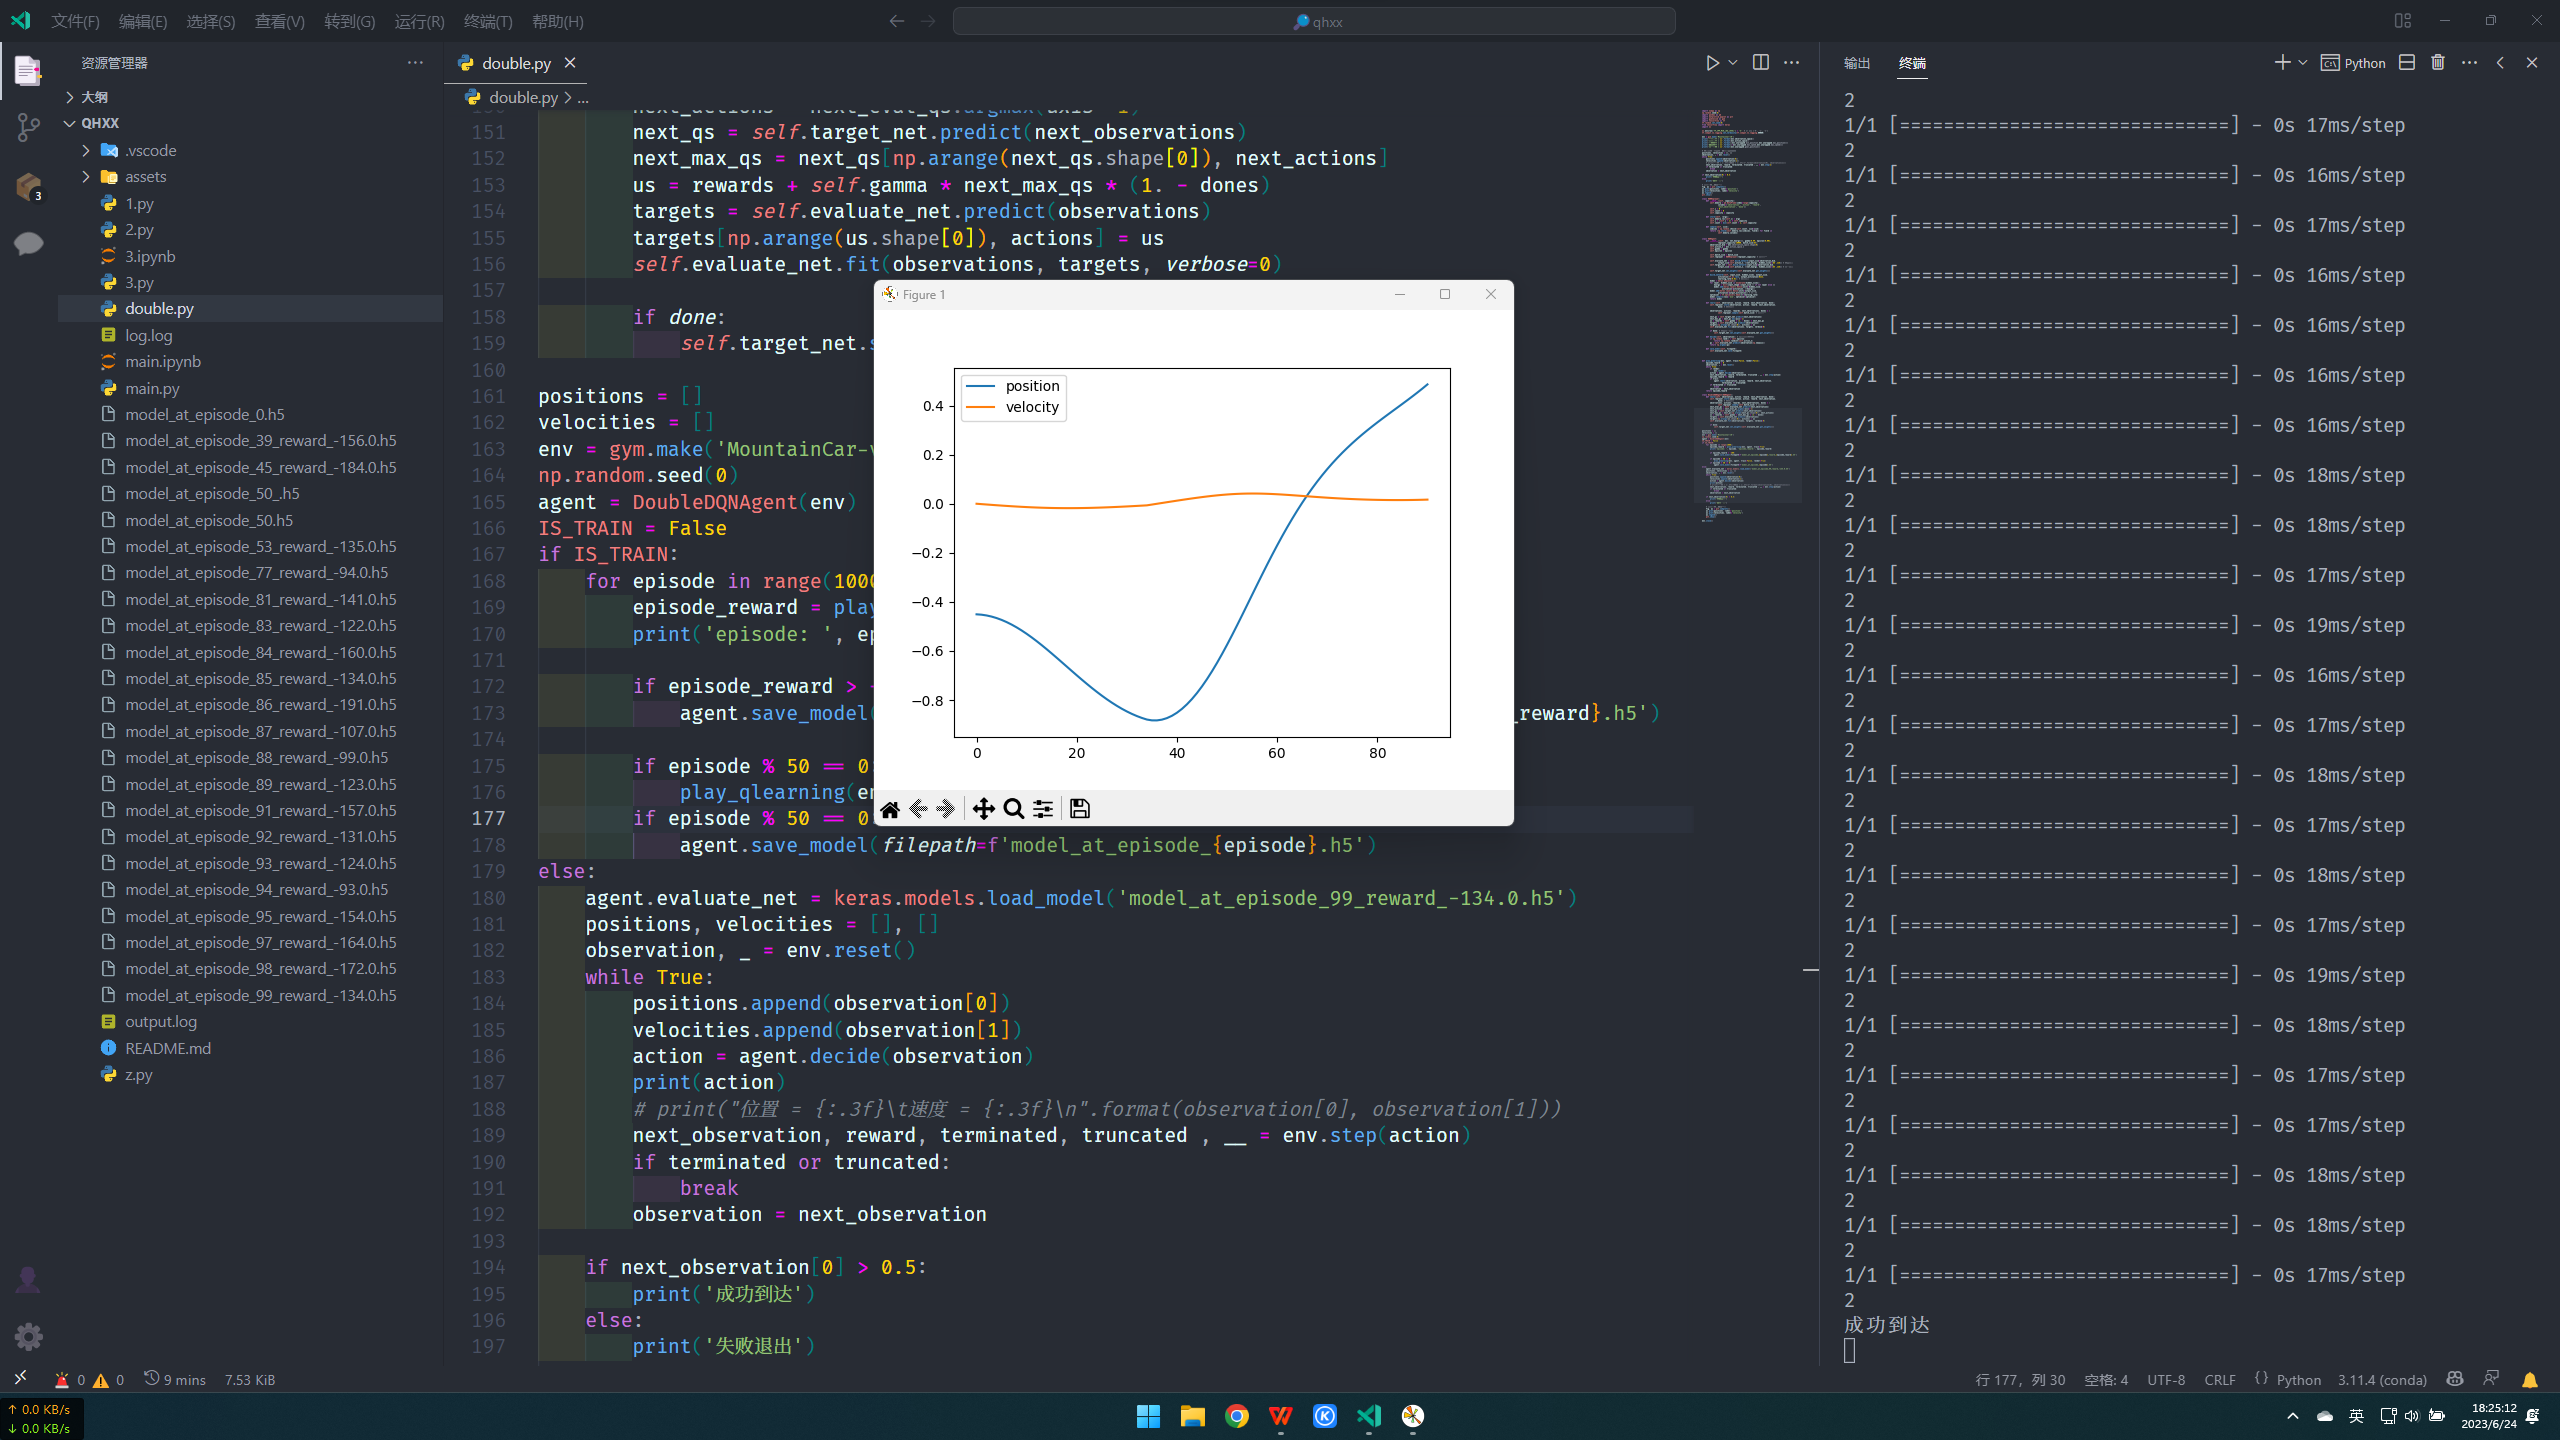 文件(F) 编辑(E) 选择(S) 查看(V) 转到(G) 运行(R) 终端(T) 帮助(H)
qhxx
资源管理器
大纲
QHXX
.vscode
assets
1.py
2.py
3.ipynb
3.py
double.py
log.log
main.ipynb
main.py
model_at_episode_0.h5
model_at_episode_39_reward_-156.0.h5
model_at_episode_45_reward_-184.0.h5
model_at_episode_50_.h5
model_at_episode_50.h5
model_at_episode_53_reward_-135.0.h5
model_at_episode_77_reward_-94.0.h5
model_at_episode_81_reward_-141.0.h5
model_at_episode_83_reward_-122.0.h5
model_at_episode_84_reward_-160.0.h5
model_at_episode_85_reward_-134.0.h5
model_at_episode_86_reward_-191.0.h5
model_at_episode_87_reward_-107.0.h5
model_at_episode_88_reward_-99.0.h5
model_at_episode_89_reward_-123.0.h5
model_at_episode_91_reward_-157.0.h5
model_at_episode_92_reward_-131.0.h5
model_at_episode_93_reward_-124.0.h5
model_at_episode_94_reward_-93.0.h5
model_at_episode_95_reward_-154.0.h5
model_at_episode_97_reward_-164.0.h5
model_at_episode_98_reward_-172.0.h5
model_at_episode_99_reward_-134.0.h5
output.log
README.md
z.py
3
double.py
double.py > ...
151 next_qs = self.target_net.predict(next_observations)
152 next_max_qs = next_qs[np.arange(next_qs.shape[0]), next_actions]
153 us = rewards + self.gamma * next_max_qs * (1. - dones)
154 targets = self.evaluate_net.predict(observations)
155 targets[np.arange(us.shape[0]), actions] = us
156 self.evaluate_net.fit(observations, targets, verbose=0)
157
158 if done:
159 self.target_net.
160
161 positions = []
162 velocities = []
163 env = gym.make('MountainCar-
164 np.random.seed(0)
165 agent = DoubleDQNAgent(env)
166 IS_TRAIN = False
167 if IS_TRAIN:
168 for episode in range(1000
169 episode_reward = play
170 print('episode: ', ep
171
172 if episode_reward >
173 agent.save_model( _reward}.h5')
174
175 if episode % 50 == 0
176 play_qlearning(e
177 if episode % 50 == 0
178 agent.save_model(filepath=f'model_at_episode_{episode}.h5')
179 else:
180 agent.evaluate_net = keras.models.load_model('model_at_episode_99_reward_-134.0.h5')
181 positions, velocities = [], []
182 observation, _ = env.reset()
183 while True:
184 positions.append(observation[0])
185 velocities.append(observation[1])
186 action = agent.decide(observation)
187 print(action)
188 # print("位置 = {:.3f}\t速度 = {:.3f}\n".format(observation[0], observation[1]))
189 next_observation, reward, terminated, truncated , __ = env.step(action)
190 if terminated or truncated:
191 break
192 observation = next_observation
193
194 if next_observation[0] > 0.5:
195 print('成功到达')
196 else:
197 print('失败退出')
Figure 1
position
velocity
0.4
0.2
0.0
−0.2
−0.4
−0.6
−0.8
0 20 40 60 80
输出 终端
Python
2
1/1 [==============================] - 0s 17ms/step
2
1/1 [==============================] - 0s 16ms/step
2
1/1 [==============================] - 0s 17ms/step
2
1/1 [==============================] - 0s 16ms/step
2
1/1 [==============================] - 0s 16ms/step
2
1/1 [==============================] - 0s 16ms/step
2
1/1 [==============================] - 0s 16ms/step
2
1/1 [==============================] - 0s 18ms/step
2
1/1 [==============================] - 0s 18ms/step
2
1/1 [==============================] - 0s 17ms/step
2
1/1 [==============================] - 0s 19ms/step
2
1/1 [==============================] - 0s 16ms/step
2
1/1 [==============================] - 0s 17ms/step
2
1/1 [==============================] - 0s 18ms/step
2
1/1 [==============================] - 0s 17ms/step
2
1/1 [==============================] - 0s 18ms/step
2
1/1 [==============================] - 0s 17ms/step
2
1/1 [==============================] - 0s 19ms/step
2
1/1 [==============================] - 0s 18ms/step
2
1/1 [==============================] - 0s 17ms/step
2
1/1 [==============================] - 0s 17ms/step
2
1/1 [==============================] - 0s 18ms/step
2
1/1 [==============================] - 0s 18ms/step
2
1/1 [==============================] - 0s 17ms/step
2
成功到达
0 0 9 mins 7.53 KiB
行 177，列 30 空格: 4 UTF-8 CRLF Python 3.11.4 (conda)
↑ 0.0 KB/s
↓ 0.0 KB/s
英
18:25:12
2023/6/24